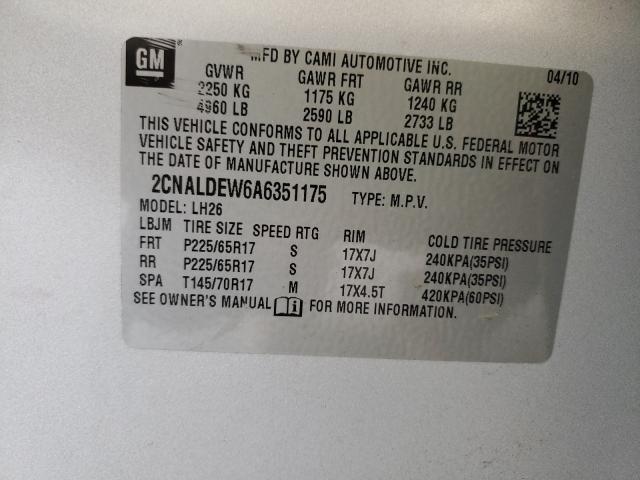 GM
MFD BY CAMI AUTOMOTIVE INC. 04/10
GVWR GAWR FRT GAWR RR
2250 KG 1175 KG 1240 KG
4960 LB 2590 LB 2733 LB
THIS VEHICLE CONFORMS TO ALL APPLICABLE U.S. FEDERAL MOTOR
VEHICLE SAFETY AND THEFT PREVENTION STANDARDS IN EFFECT ON
THE DATE OF MANUFACTURE SHOWN ABOVE.
2CNALDEW6A6351175 TYPE: M.P.V.
MODEL: LH26
LBJM TIRE SIZE SPEED RTG RIM COLD TIRE PRESSURE
FRT P225/65R17 S 17X7J 240KPA(35PSI)
RR P225/65R17 S 17X7J 240KPA(35PSI)
SPA T145/70R17 M 17X4.5T 420KPA(60PSI)
SEE OWNER'S MANUAL FOR MORE INFORMATION.